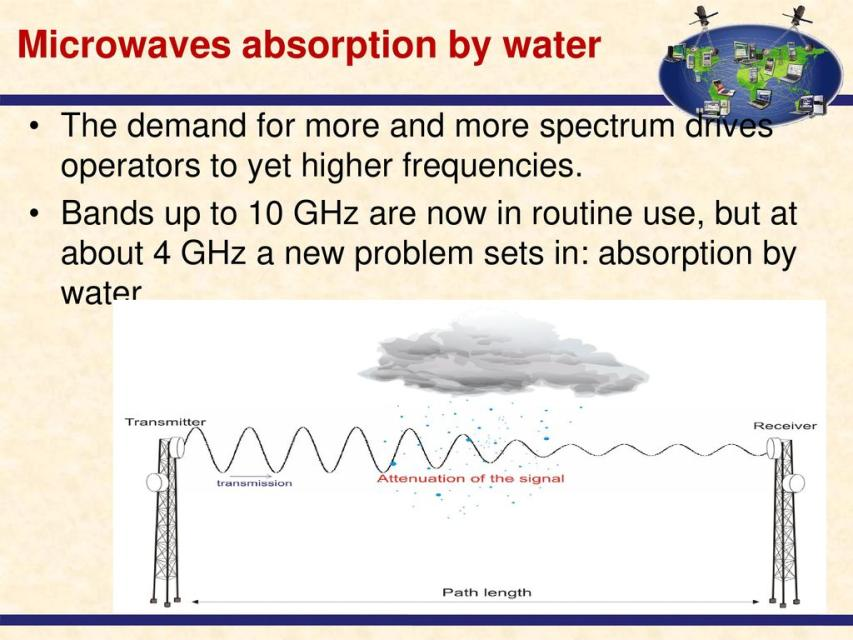 Microwaves absorption by water
• The demand for more and more spectrum drives
operators to yet higher frequencies.
• Bands up to 10 GHz are now in routine use, but at
about 4 GHz a new problem sets in: absorption by
water
Transmitter
Receiver
transmission
Attenuation of the signal
Path length